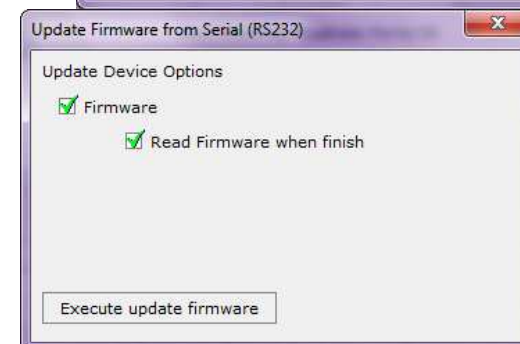 Update Firmware from Serial (RS232)
Update Device Options
Firmware
Read Firmware when finish
Execute update firmware